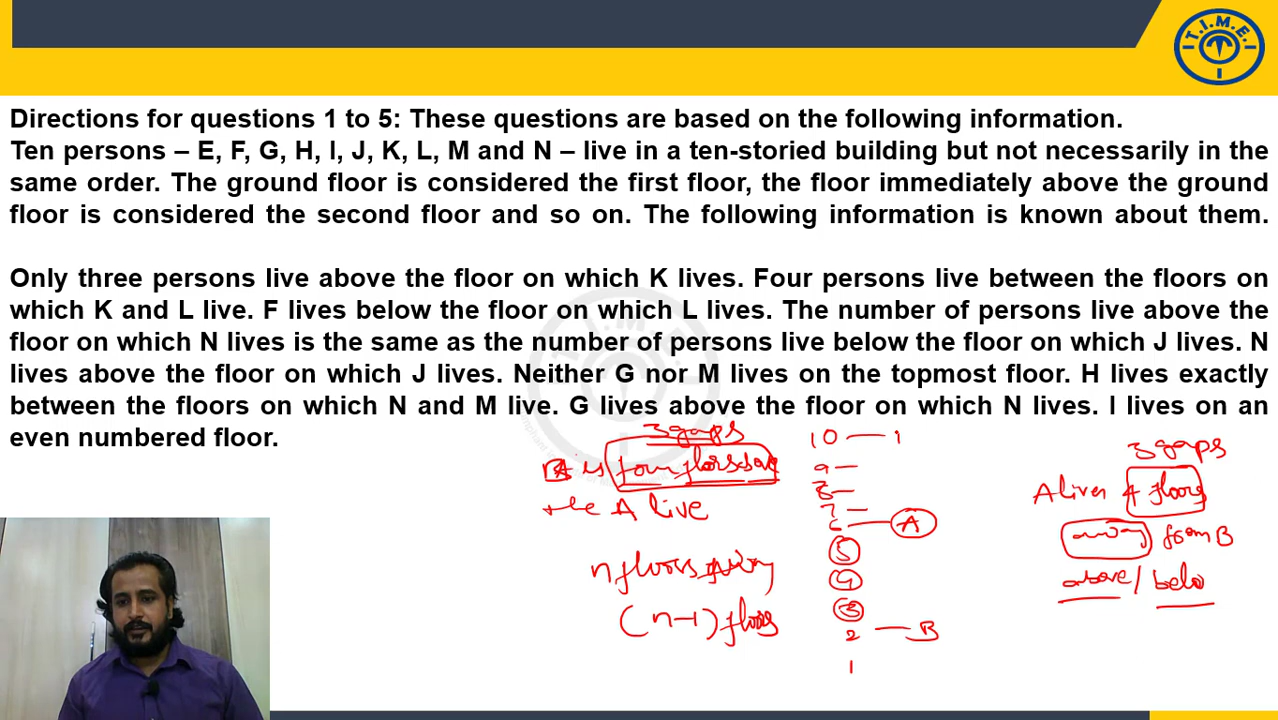 T.I.M.E.
Directions for questions 1 to 5: These questions are based on the following information.
Ten persons – E, F, G, H, I, J, K, L, M and N – live in a ten-storied building but not necessarily in the
same order. The ground floor is considered the first floor, the floor immediately above the ground
floor is considered the second floor and so on. The following information is known about them.
Only three persons live above the floor on which K lives. Four persons live between the floors on
which K and L live. F lives below the floor on which L lives. The number of persons live above the
floor on which N lives is the same as the number of persons live below the floor on which J lives. N
lives above the floor on which J lives. Neither G nor M lives on the topmost floor. H lives exactly
between the floors on which N and M live. G lives above the floor on which N lives. I lives on an
even numbered floor.
3 gaps
is four floors
the A live
n floors away
(n-1) floors
10 — 1
9 —
8 —
7 —
6 — A
5
4
3
2 — B
1
3 gaps
A lives 4 floors
away from B
above / below